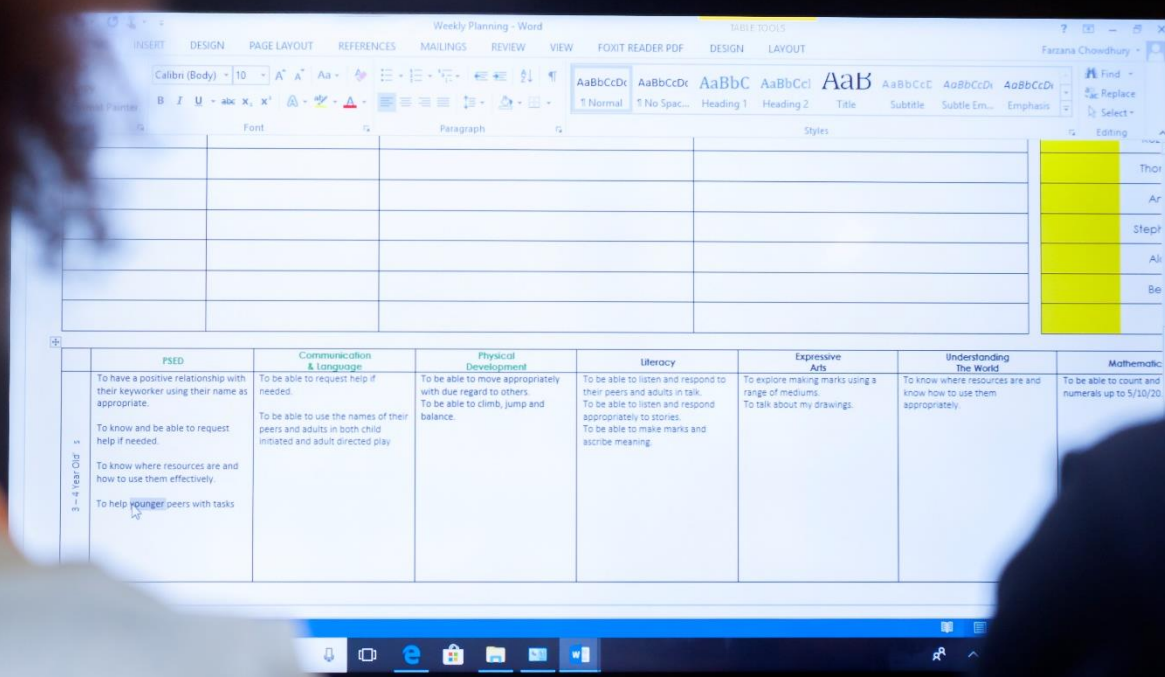 Weekly Planning - Word
TABLE TOOLS
INSERT DESIGN PAGE LAYOUT REFERENCES MAILINGS REVIEW VIEW FOXIT READER PDF DESIGN LAYOUT
Farzana Chowdhury
Calibri (Body) 10
Painter
Font
Paragraph
AaBbCcDc AaBbCcDc AaBbC AaBbCcI AaB AaBbCcD AaBbCcDi AaBbCcDi
¶ Normal ¶ No Spac... Heading 1 Heading 2 Title Subtitle Subtle Em... Emphasis
Styles
Find
Replace
Select
Editing
Thor
Ar
Steph
Be
3 – 4 Year Old' s
PSED
To have a positive relationship with
their keyworker using their name as
appropriate.
To know and be able to request
help if needed.
To know where resources are and
how to use them effectively.
To help younger peers with tasks
Communication
& Language
To be able to request help if
needed.
To be able to use the names of their
peers and adults in both child
initiated and adult directed play
Physical
Development
To be able to move appropriately
with due regard to others.
To be able to climb, jump and
balance.
Literacy
To be able to listen and respond to
their peers and adults in talk.
To be able to listen and respond
appropriately to stories.
To be able to make marks and
ascribe meaning.
Expressive
Arts
To explore making marks using a
range of mediums.
To talk about my drawings.
Understanding
The World
To know where resources are and
know how to use them
appropriately.
Mathematic
To be able to count and
numerals up to 5/10/20